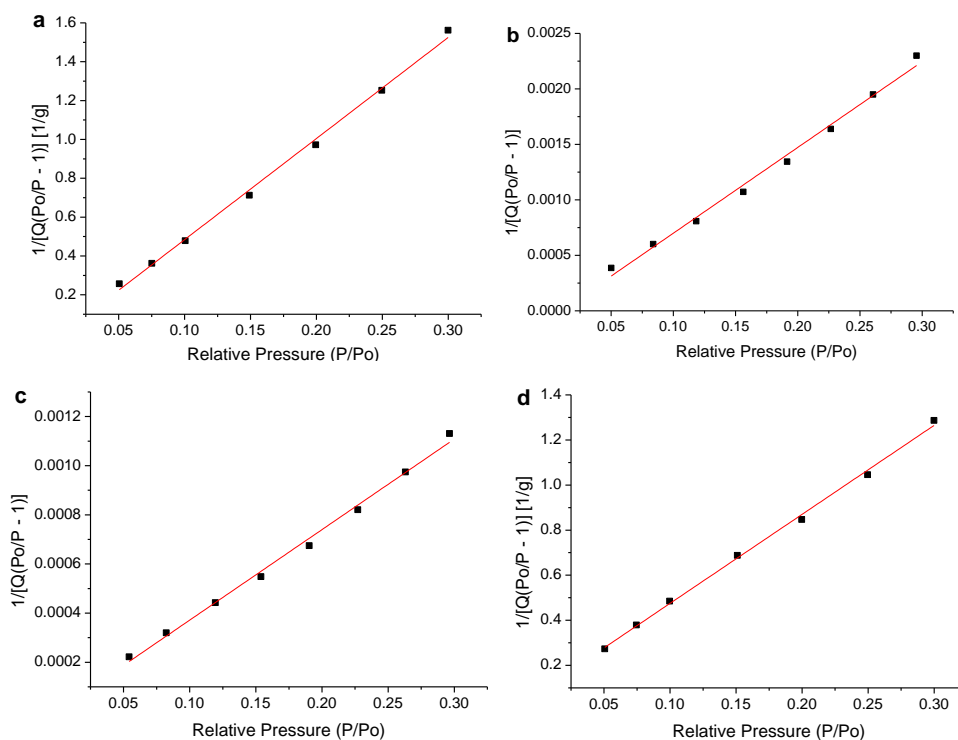 a
1.6
1.4
1.2
1.0
0.8
0.6
0.4
0.2
1/[Q(Po/P - 1)] [1/g]
0.05 0.10 0.15 0.20 0.25 0.30
Relative Pressure (P/Po)
b
0.0025
0.0020
0.0015
0.0010
0.0005
0.0000
1/[Q(Po/P - 1)]
0.05 0.10 0.15 0.20 0.25 0.30
Relative Pressure (P/Po)
c
0.0012
0.0010
0.0008
0.0006
0.0004
0.0002
1/[Q(Po/P - 1)]
0.05 0.10 0.15 0.20 0.25 0.30
Relative Pressure (P/Po)
d
1.4
1.2
1.0
0.8
0.6
0.4
0.2
1/[Q(Po/P - 1)] [1/g]
0.05 0.10 0.15 0.20 0.25 0.30
Relative Pressure (P/Po)